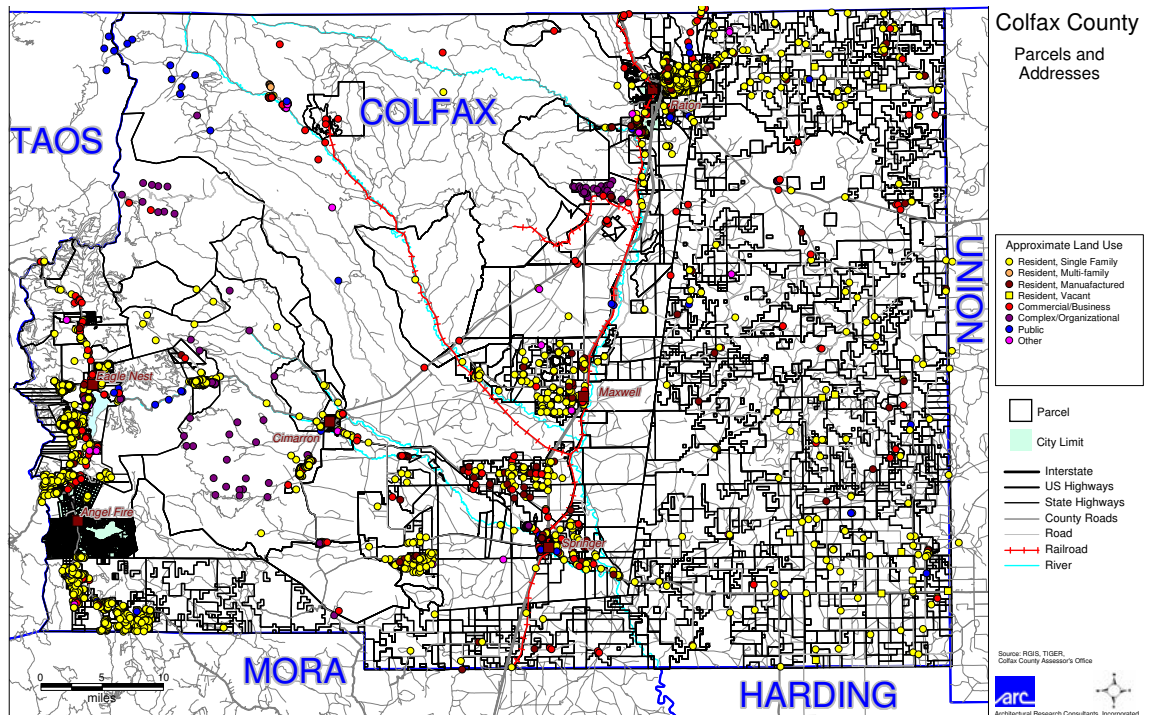 Colfax County
Parcels and
Addresses
TAOS
COLFAX
Raton
UNION
Eagle Nest
Maxwell
Cimarron
Angel Fire
Springer
MORA
HARDING
0 5 10
miles
Approximate Land Use
Resident, Single Family
Resident, Multi-family
Resident, Manuafactured
Resident, Vacant
Commercial/Business
Complex/Organizational
Public
Other
Parcel
City Limit
Interstate
US Highways
State Highways
County Roads
Road
Railroad
River
Source: RGIS, TIGER,
Colfax County Assessor's Office
arc
Architectural Research Consultants, Incorporated